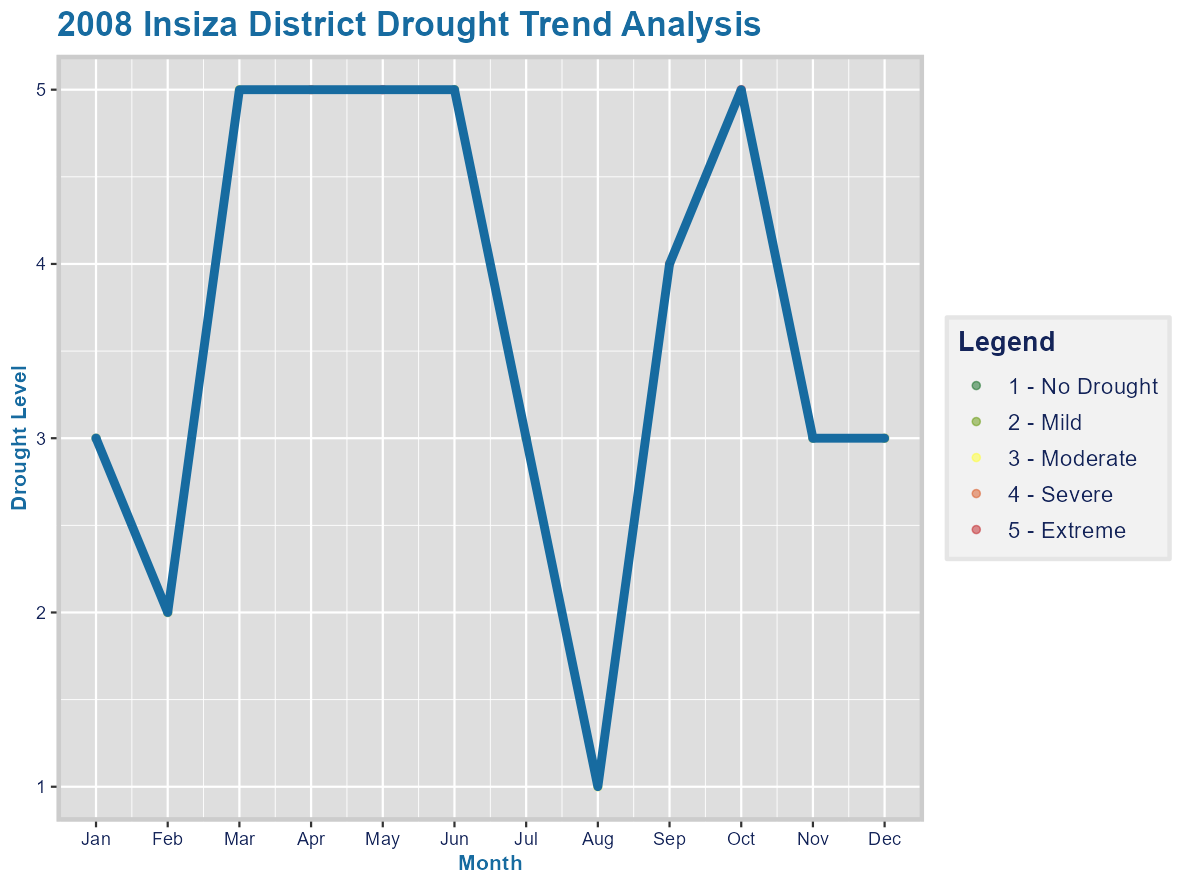 2008 Insiza District Drought Trend Analysis
Drought Level
5
4
3
2
1
Jan Feb Mar Apr May Jun Jul Aug Sep Oct Nov Dec
Month
Legend
1 - No Drought
2 - Mild
3 - Moderate
4 - Severe
5 - Extreme